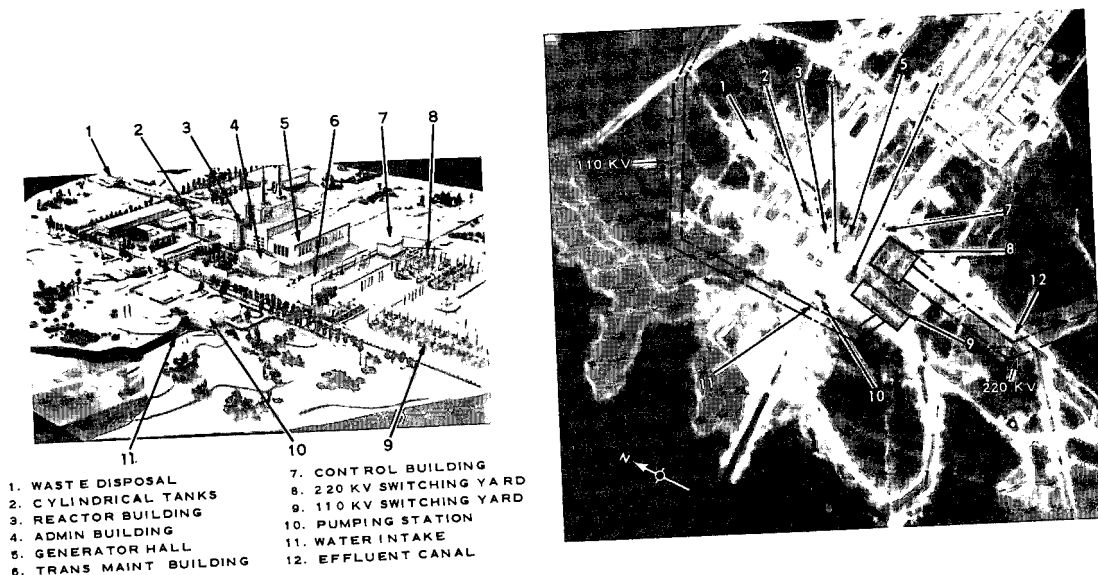 1 2 3 4 5 6 7 8
11. 10 9
1. WASTE DISPOSAL
2. CYLINDRICAL TANKS
3. REACTOR BUILDING
4. ADMIN BUILDING
5. GENERATOR HALL
6. TRANS MAINT BUILDING
7. CONTROL BUILDING
8. 220 KV SWITCHING YARD
9. 110 KV SWITCHING YARD
10. PUMPING STATION
11. WATER INTAKE
12. EFFLUENT CANAL
1 2 3 4 5 6
110 KV
7
8
12
9
220 KV
11 10
N